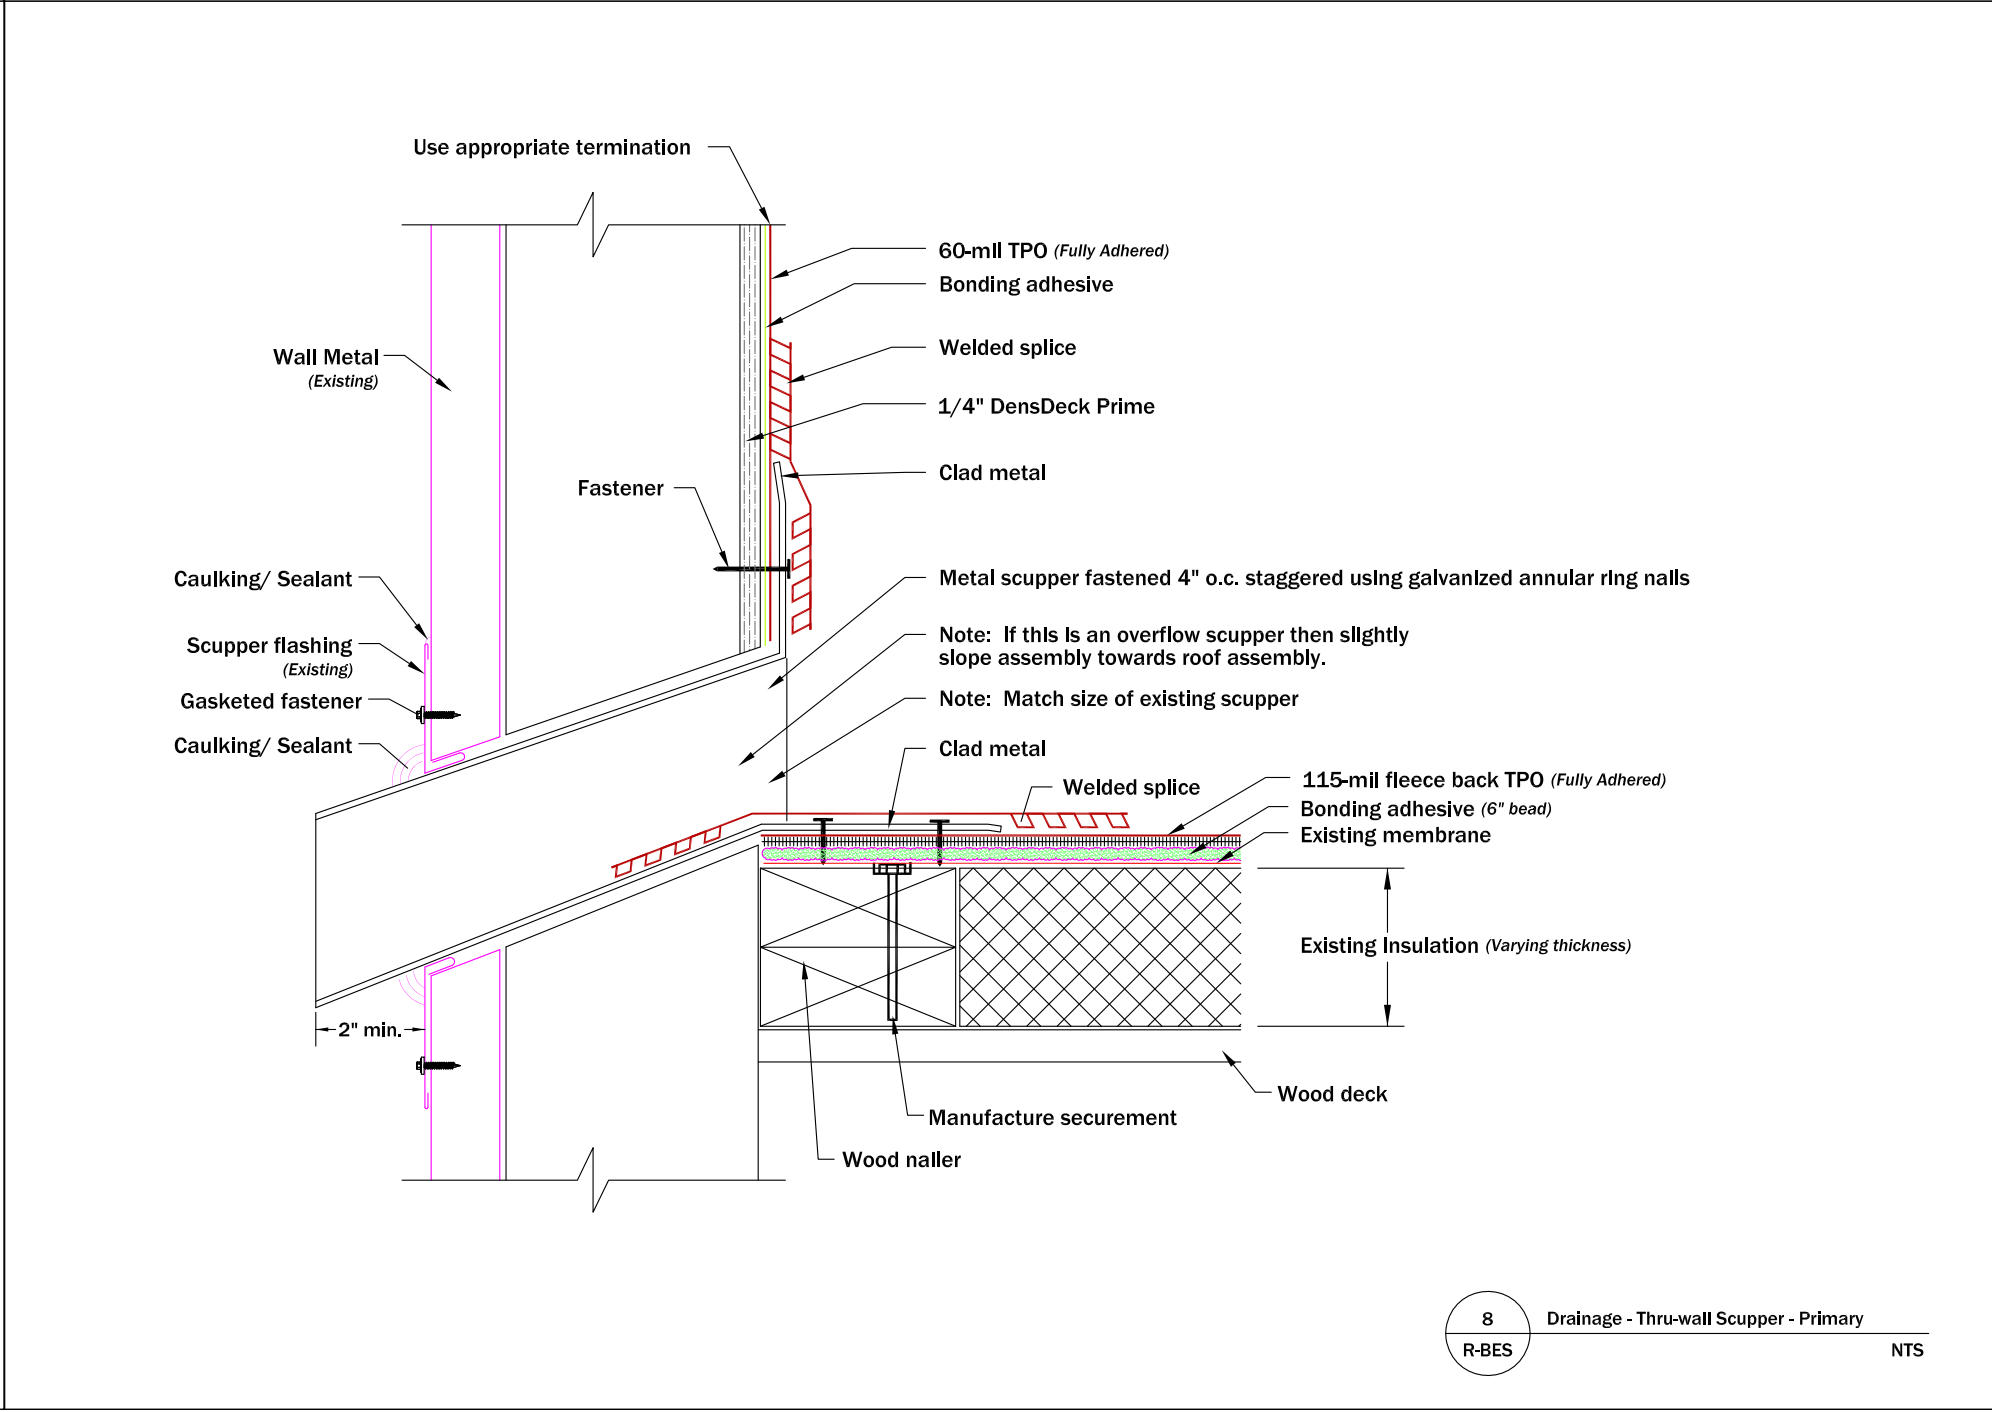 Use appropriate termination
60-mil TPO (Fully Adhered)
Bonding adhesive
Welded splice
Wall Metal
(Existing)
1/4" DensDeck Prime
Clad metal
Fastener
Caulking/ Sealant
Metal scupper fastened 4" o.c. staggered using galvanized annular ring nails
Scupper flashing
(Existing)
Note: If this is an overflow scupper then slightly
slope assembly towards roof assembly.
Gasketed fastener
Note: Match size of existing scupper
Caulking/ Sealant
Clad metal
Welded splice
115-mil fleece back TPO (Fully Adhered)
Bonding adhesive (6" bead)
Existing membrane
Existing Insulation (Varying thickness)
2" min.
Wood deck
Manufacture securement
Wood nailer
8
R-BES
Drainage - Thru-wall Scupper - Primary
NTS